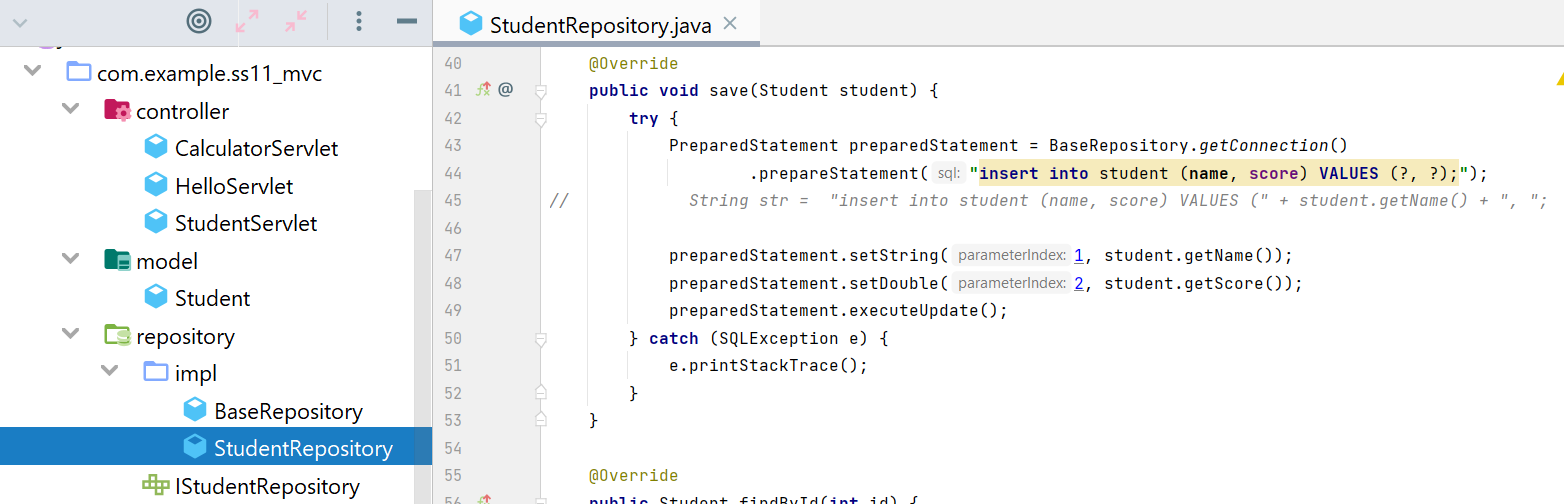 com.example.ss11_mvc
controller
CalculatorServlet
HelloServlet
StudentServlet
model
Student
repository
impl
BaseRepository
StudentRepository
IStudentRepository
StudentRepository.java
40 @Override
41 @ public void save(Student student) {
42 try {
43 PreparedStatement preparedStatement = BaseRepository.getConnection()
44 .prepareStatement( sql: "insert into student (name, score) VALUES (?, ?);");
45 // String str =  "insert into student (name, score) VALUES (" + student.getName() + ", ";
46
47 preparedStatement.setString( parameterIndex: 1, student.getName());
48 preparedStatement.setDouble( parameterIndex: 2, student.getScore());
49 preparedStatement.executeUpdate();
50 } catch (SQLException e) {
51 e.printStackTrace();
52 }
53 }
54
55 @Override
56 public Student findById(int id) {